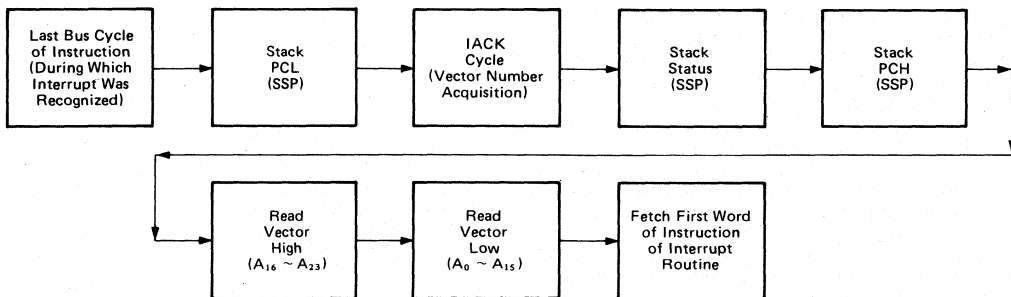 Last Bus Cycle
of Instruction
(During Which
Interrupt Was
Recognized)
Stack
PCL
(SSP)
IACK
Cycle
(Vector Number
Acquisition)
Stack
Status
(SSP)
Stack
PCH
(SSP)
Read
Vector
High
(A₁₆ ~ A₂₃)
Read
Vector
Low
(A₀ ~ A₁₅)
Fetch First Word
of Instruction
of Interrupt
Routine